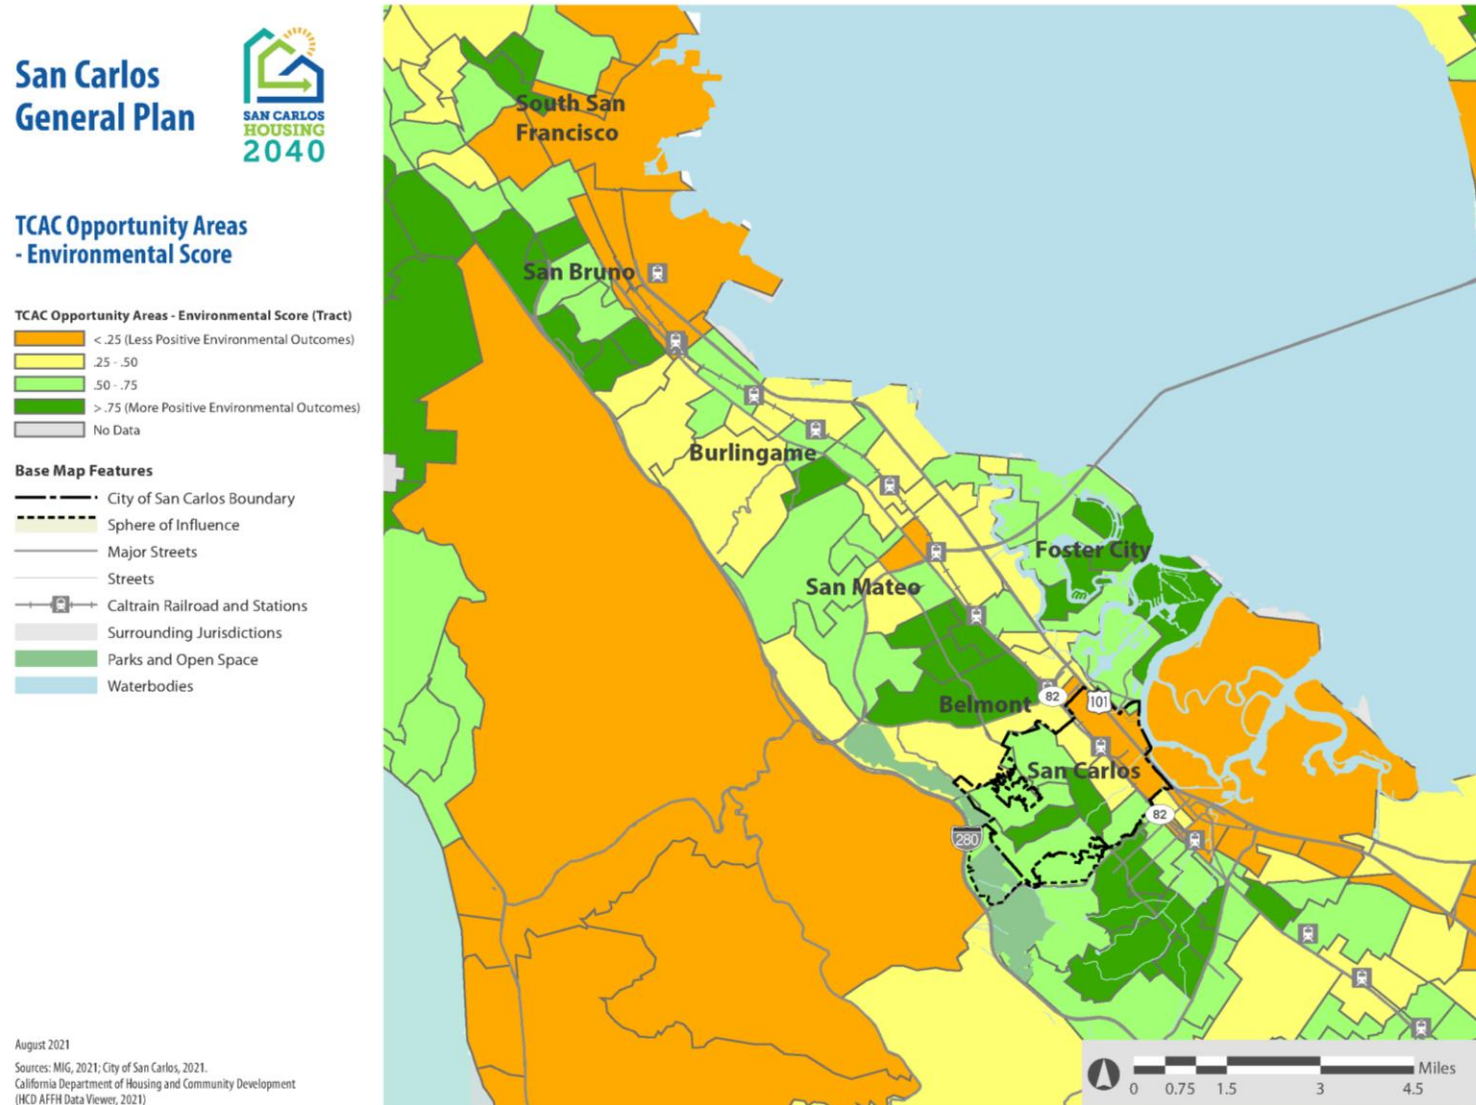 San Carlos
General Plan
SAN CARLOS
HOUSING
2040
TCAC Opportunity Areas
- Environmental Score
TCAC Opportunity Areas - Environmental Score (Tract)
< .25 (Less Positive Environmental Outcomes)
.25 - .50
.50 - .75
> .75 (More Positive Environmental Outcomes)
No Data
Base Map Features
City of San Carlos Boundary
Sphere of Influence
Major Streets
Streets
Caltrain Railroad and Stations
Surrounding Jurisdictions
Parks and Open Space
Waterbodies
August 2021
Sources: MIG, 2021; City of San Carlos, 2021.
California Department of Housing and Community Development
(HCD AFFH Data Viewer, 2021)
South San
Francisco
San Bruno
Burlingame
Foster City
San Mateo
Belmont
82
101
San Carlos
82
280
Miles
0 0.75 1.5 3 4.5